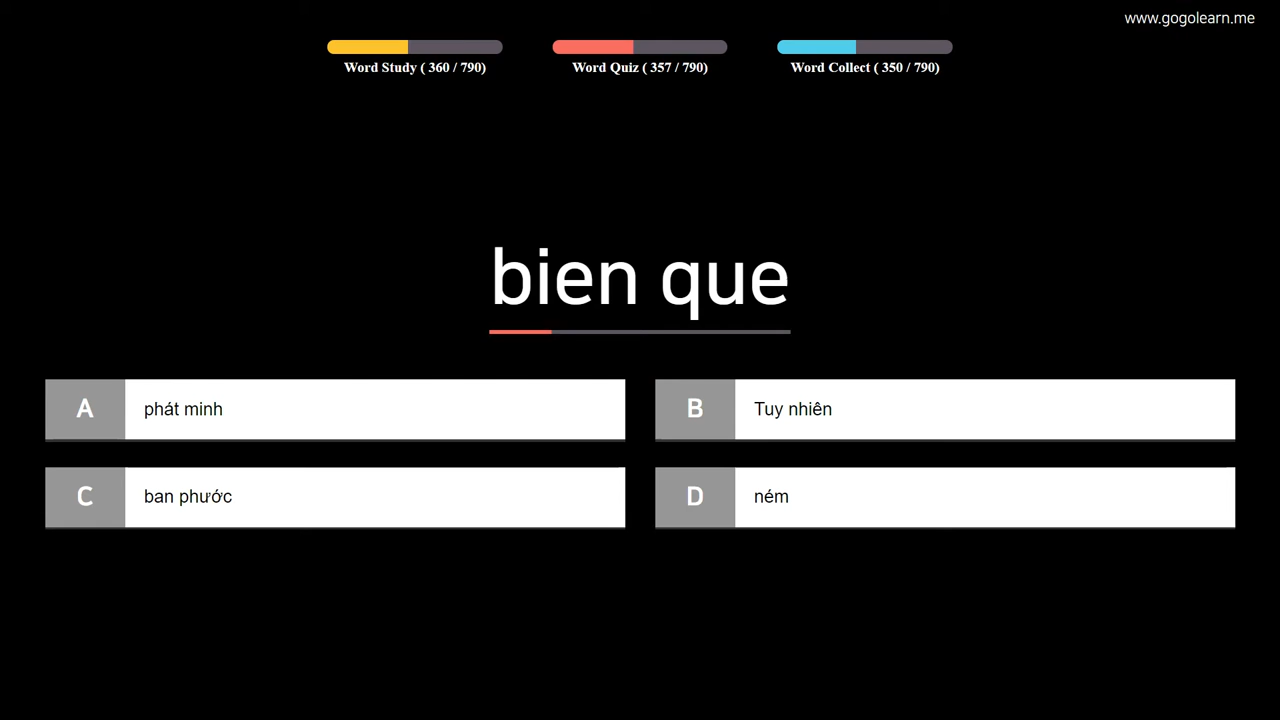 www.gogolearn.me
Word Study ( 360 / 790)
Word Quiz ( 357 / 790)
Word Collect ( 350 / 790)
bien que
A
phát minh
B
Tuy nhiên
C
ban phước
D
ném